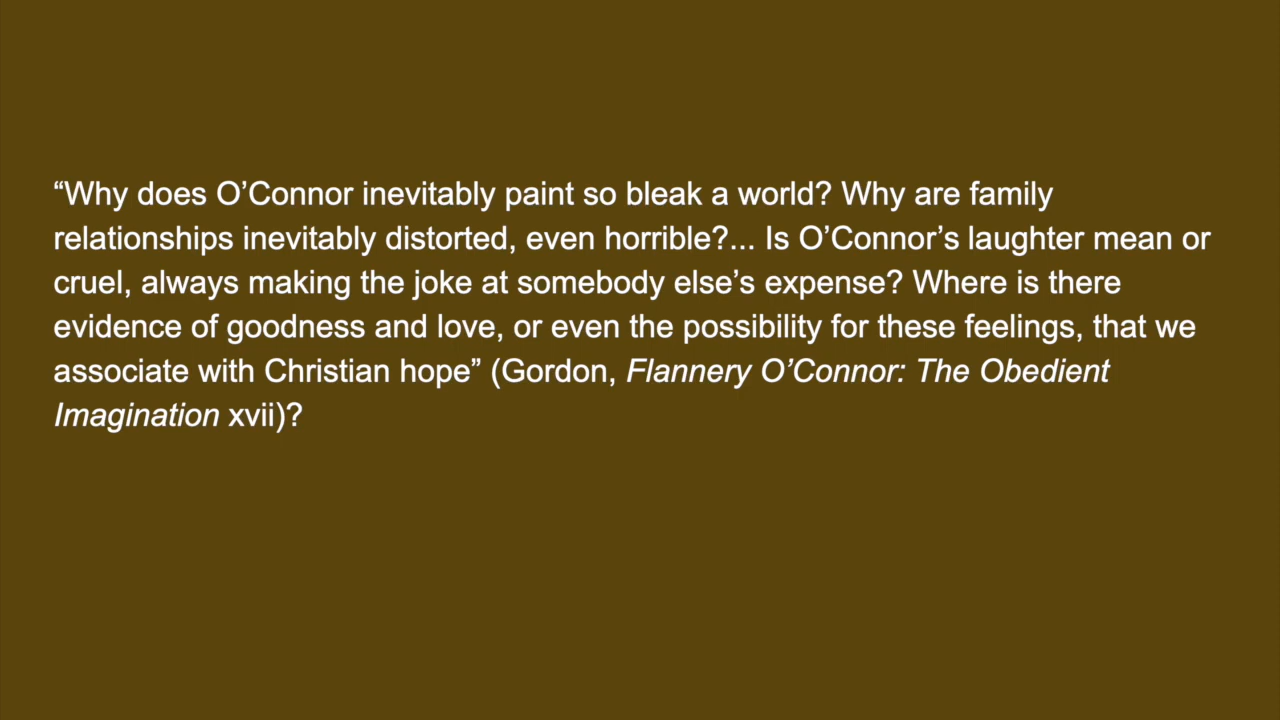 “Why does O’Connor inevitably paint so bleak a world? Why are family
relationships inevitably distorted, even horrible?... Is O’Connor’s laughter mean or
cruel, always making the joke at somebody else’s expense? Where is there
evidence of goodness and love, or even the possibility for these feelings, that we
associate with Christian hope” (Gordon, Flannery O’Connor: The Obedient
Imagination xvii)?